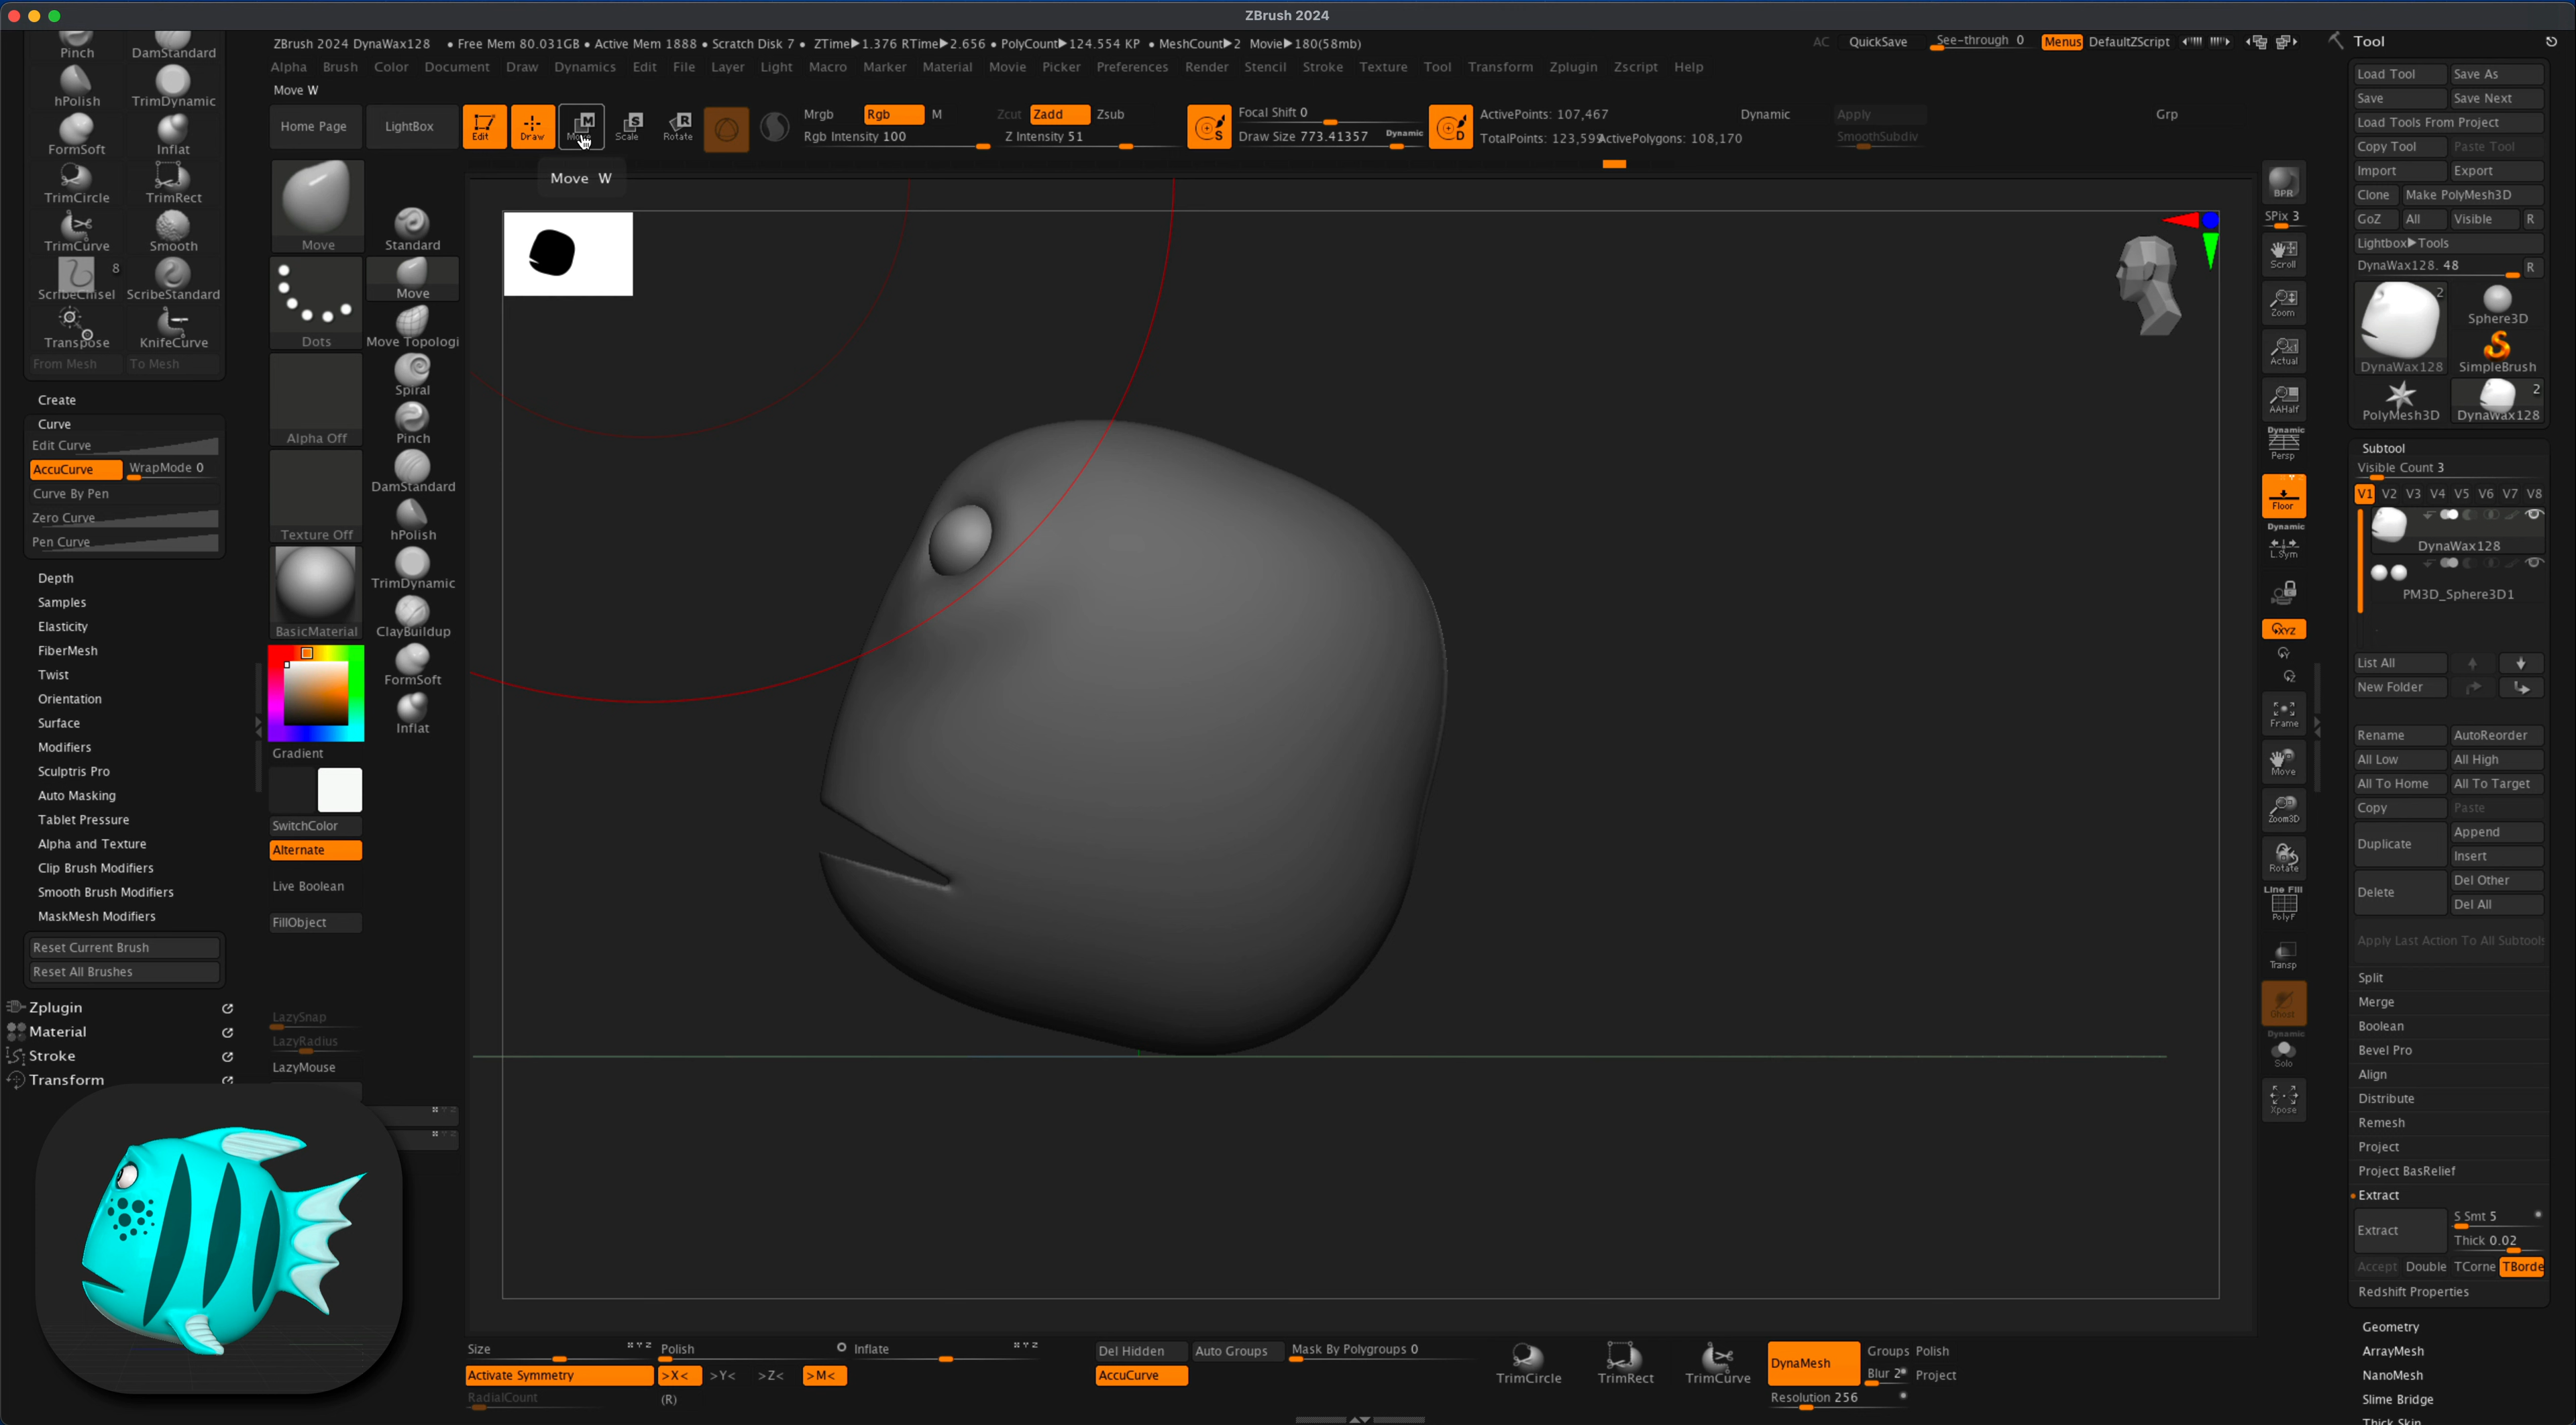 ZBrush 2024
ZBrush 2024 DynaWax128 • Free Mem 80.031GB • Active Mem 1888 • Scratch Disk 7 • ZTime▶1.376 RTime▶2.656 • PolyCount▶124.554 KP • MeshCount▶2 Movie▶180(58mb)
AC QuickSave See-through 0 Menus DefaultZScript
Alpha Brush Color Document Draw Dynamics Edit File Layer Light Macro Marker Material Movie Picker Preferences Render Stencil Stroke Texture Tool Transform Zplugin Zscript Help
Move W
Home Page LightBox Edit Draw Move Scale Rotate
Mrgb Rgb M Zcut Zadd Zsub
Rgb Intensity 100 Z Intensity 51
Focal Shift 0
Draw Size 773.41357 Dynamic
ActivePoints: 107,467 Dynamic Apply Grp
TotalPoints: 123,599 ActivePolygons: 108,170 SmoothSubdiv
Move W
Pinch DamStandard
hPolish TrimDynamic
FormSoft Inflat
TrimCircle TrimRect
TrimCurve Smooth
8
ScribeChisel ScribeStandard
Transpose KnifeCurve
From Mesh To Mesh
Create
Curve
Edit Curve
AccuCurve WrapMode 0
Curve By Pen
Zero Curve
Pen Curve
Depth
Samples
Elasticity
FiberMesh
Twist
Orientation
Surface
Modifiers
Sculptris Pro
Auto Masking
Tablet Pressure
Alpha and Texture
Clip Brush Modifiers
Smooth Brush Modifiers
MaskMesh Modifiers
Reset Current Brush
Reset All Brushes
Zplugin
Material
Stroke
Transform
Move
Dots
Alpha Off
Texture Off
BasicMaterial
Gradient
SwitchColor
Alternate
Live Boolean
FillObject
LazySnap
LazyRadius
LazyMouse
Standard
Move
Move Topologi
Spiral
Pinch
DamStandard
hPolish
TrimDynamic
ClayBuildup
FormSoft
Inflat
BPR
SPix 3
Scroll
Zoom
Actual
AAHalf
Dynamic
Persp
Floor
Dynamic
L.Sym
XYZ
Frame
Move
Zoom3D
Rotate
Line Fill
PolyF
Transp
Ghost
Dynamic
Solo
Xpose
Tool
Load Tool Save As
Save Save Next
Load Tools From Project
Copy Tool Paste Tool
Import Export
Clone Make PolyMesh3D
GoZ All Visible R
Lightbox▶Tools
DynaWax128. 48 R
2
Sphere3D
DynaWax128 SimpleBrush
2
PolyMesh3D DynaWax128
Subtool
Visible Count 3
V1 V2 V3 V4 V5 V6 V7 V8
DynaWax128
PM3D_Sphere3D1
List All
New Folder
Rename AutoReorder
All Low All High
All To Home All To Target
Copy Paste
Duplicate Append
Insert
Delete Del Other
Del All
Apply Last Action To All Subtools
Split
Merge
Boolean
Bevel Pro
Align
Distribute
Remesh
Project
Project BasRelief
Extract
Extract S Smt 5
Thick 0.02
Accept Double TCorne TBorde
Redshift Properties
Geometry
ArrayMesh
NanoMesh
Slime Bridge
Thick Skin
Size Polish Inflate
Activate Symmetry >X< >Y< >Z< >M<
RadialCount (R)
Del Hidden Auto Groups Mask By Polygroups 0
AccuCurve
TrimCircle TrimRect TrimCurve
DynaMesh Groups Polish
Blur 2 Project
Resolution 256